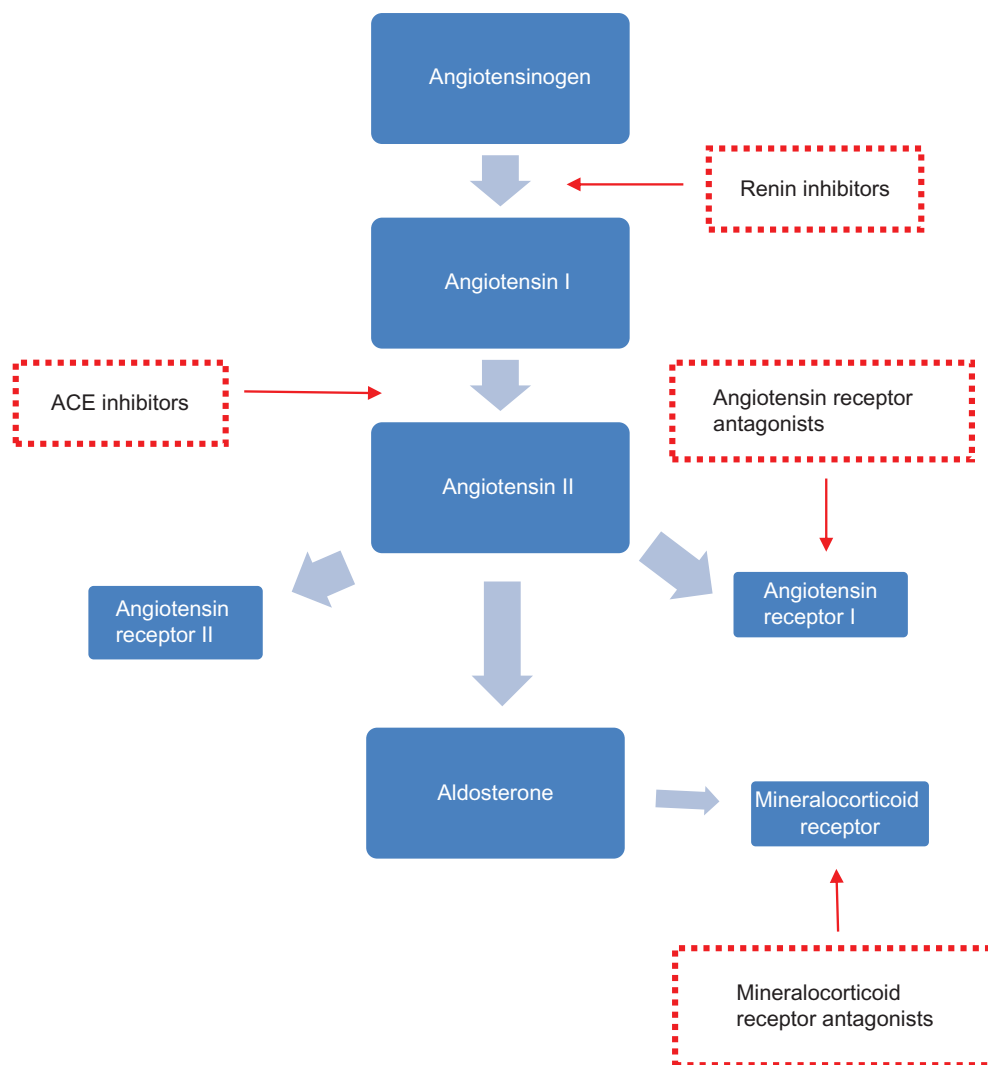 Angiotensinogen
Renin inhibitors
Angiotensin I
ACE inhibitors
Angiotensin receptor
antagonists
Angiotensin II
Angiotensin
receptor II
Angiotensin
receptor I
Aldosterone
Mineralocorticoid
receptor
Mineralocorticoid
receptor antagonists